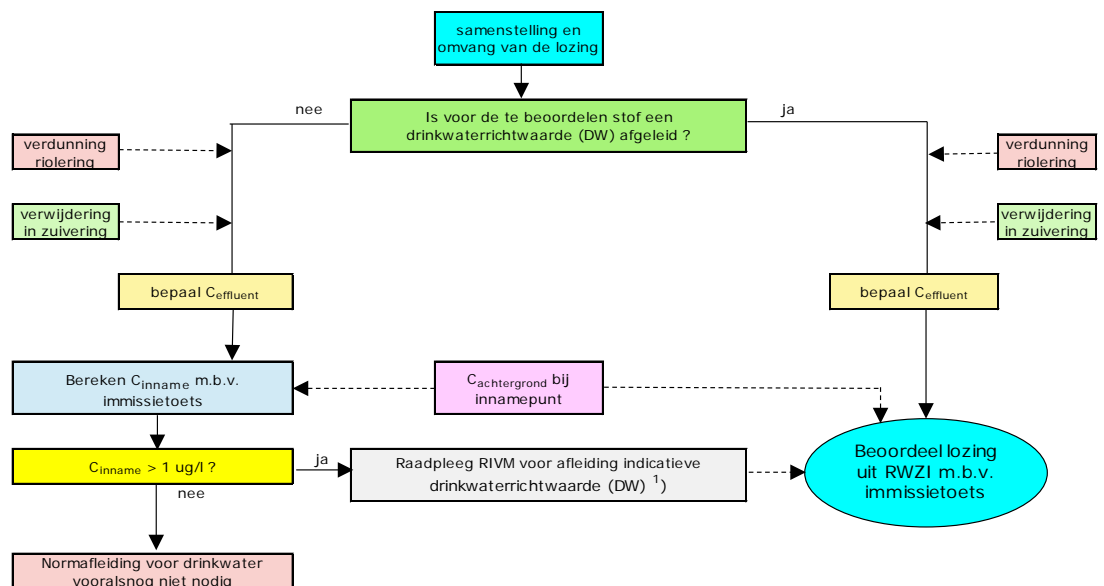 samenstelling en
omvang van de lozing
nee
Is voor de te beoordelen stof een
drinkwaterrichtwaarde (DW) afgeleid ?
ja
verdunning
riolering
verdunning
riolering
verwijdering
in zuivering
verwijdering
in zuivering
bepaal Ceffluent
bepaal Ceffluent
Bereken Cinname m.b.v.
immissietoets
Cachtergrond bij
innamepunt
Cinname > 1 ug/l ?
ja
nee
Raadpleeg RIVM voor afleiding indicatieve
drinkwaterrichtwaarde (DW) 1)
Beoordeel lozing
uit RWZI m.b.v.
immissietoets
Normafleiding voor drinkwater
vooralsnog niet nodig